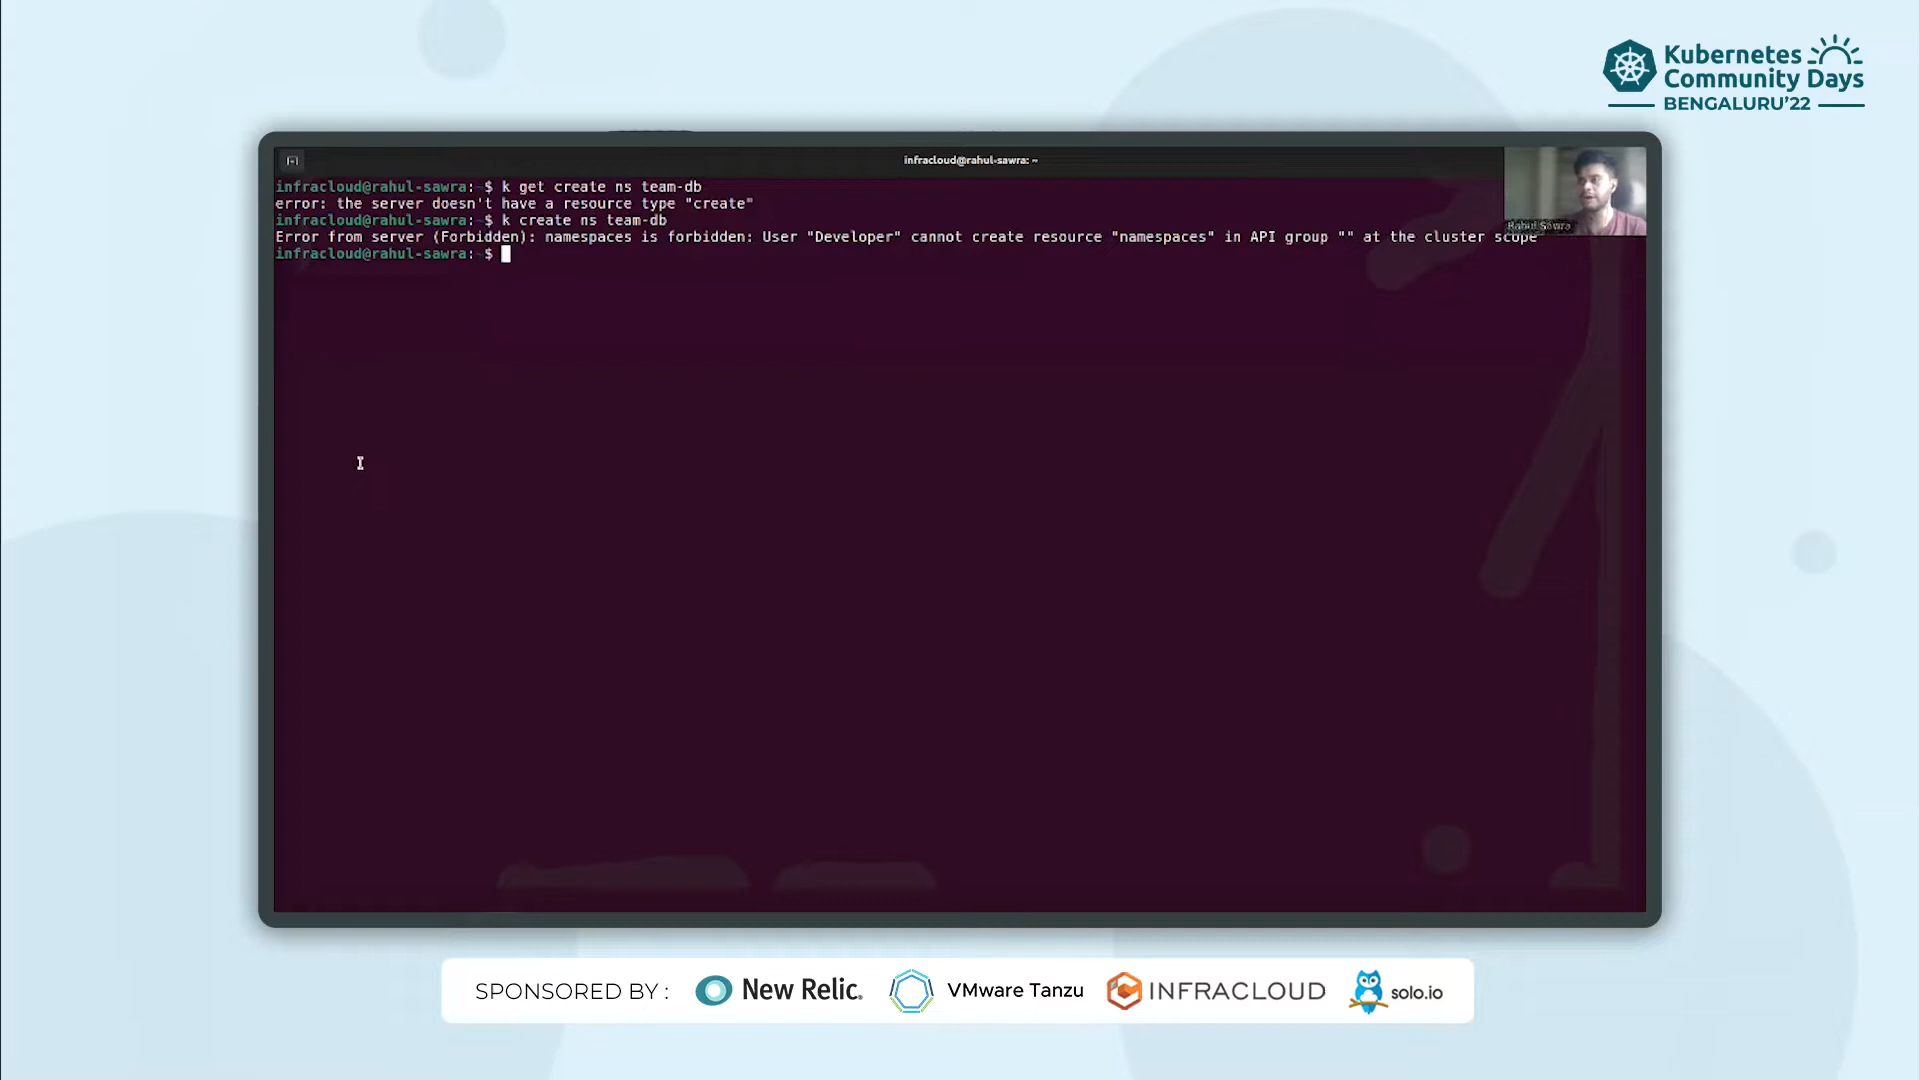 Kubernetes
Community Days
BENGALURU'22
infracloud@rahul-sawra: ~
infracloud@rahul-sawra:~$ k get create ns team-db
error: the server doesn't have a resource type "create"
infracloud@rahul-sawra:~$ k create ns team-db
Error from server (Forbidden): namespaces is forbidden: User "Developer" cannot create resource "namespaces" in API group "" at the cluster scope
infracloud@rahul-sawra:~$
Rahul Sawra
SPONSORED BY : New Relic. VMware Tanzu INFRACLOUD solo.io